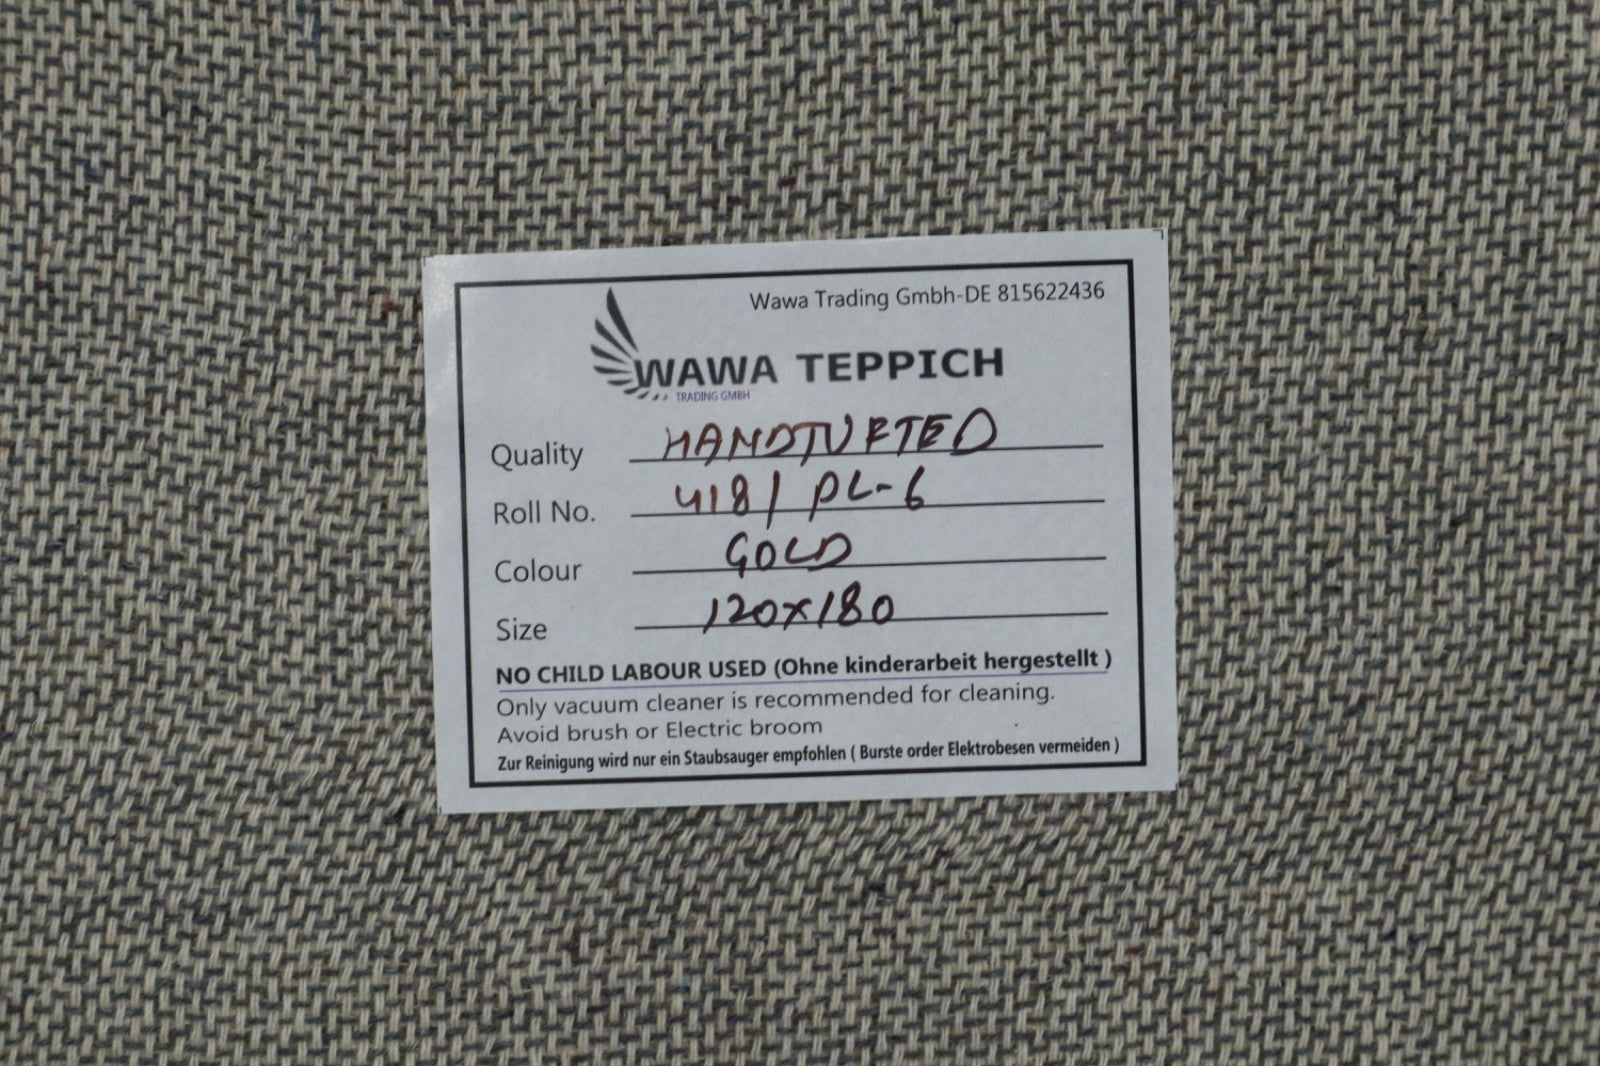 Wawa Trading Gmbh-DE 815622436
WAWA TEPPICH
TRADING GMBH
Quality HANDTUFTED
Roll No. 418/ PL-6
Colour GOLD
Size 120x180
NO CHILD LABOUR USED (Ohne kinderarbeit hergestellt )
Only vacuum cleaner is recommended for cleaning.
Avoid brush or Electric broom
Zur Reinigung wird nur ein Staubsauger empfohlen ( Burste order Elektrobesen vermeiden )